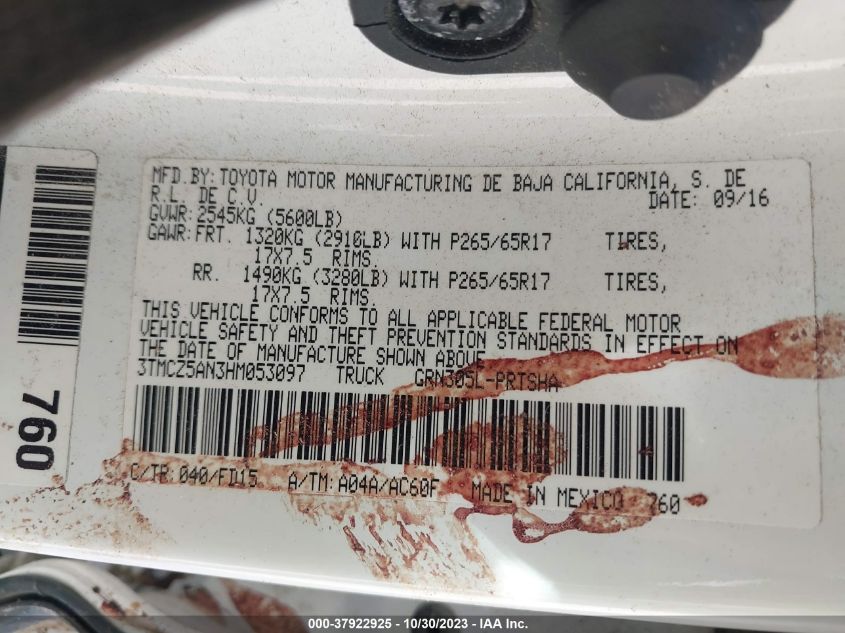 MFD.BY:TOYOTA MOTOR MANUFACTURING DE BAJA CALIFORNIA, S. DE
R.L. DE C.V. DATE: 09/16
GVWR:2545KG (5600LB)
GAWR:FRT. 1320KG (2910LB) WITH P265/65R17 TIRES,
17X7.5 RIMS.
RR. 1490KG (3280LB) WITH P265/65R17 TIRES,
17X7.5 RIMS.
THIS VEHICLE CONFORMS TO ALL APPLICABLE FEDERAL MOTOR
VEHICLE SAFETY AND THEFT PREVENTION STANDARDS IN EFFECT ON
THE DATE OF MANUFACTURE SHOWN ABOVE.
3TMCZ5AN3HM053097 TRUCK GRN305L-PRTSHA
C/TR:040/FD15 A/TM:A04A/AC60F MADE IN MEXICO 760
760
000-37922925 - 10/30/2023 - IAA Inc.